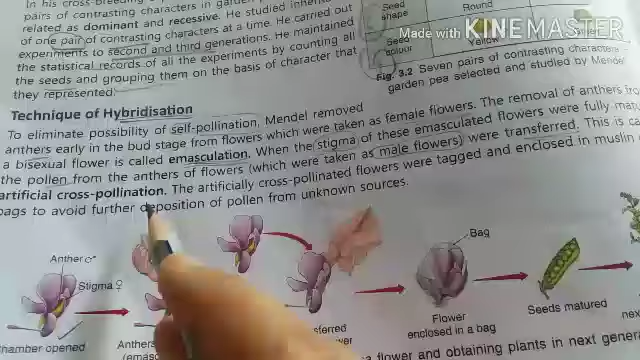 In his cross-breeding
pairs of contrasting characters in garden
related as dominant and recessive. He studied inherit
of one pair of contrasting characters at a time. He carried out
experiments to second and third generations. He maintained
the statistical records of all the experiments by counting all
the seeds and grouping them on the basis of character that
they represented.
Seed
shape
Round
Seed
colour
Yellow
Fig. 3.2 Seven pairs of contrasting characters
garden pea selected and studied by Mendel
Made with KINEMASTER
Technique of Hybridisation
To eliminate possibility of self-pollination, Mendel removed
anthers early in the bud stage from flowers which were taken as female flowers. The removal of anthers from
a bisexual flower is called emasculation. When the stigma of these emasculated flowers were fully
the pollen from the anthers of flowers (which were taken as male flowers) were transferred. This is
artificial cross-pollination. The artificially cross-pollinated flowers were tagged and enclosed in muslin
bags to avoid further deposition of pollen from unknown sources.
Anther ♂
Stigma ♀
Bag
chamber opened
Anthers
Flower
enclosed in a bag
Seeds matured
a flower and obtaining plants in next